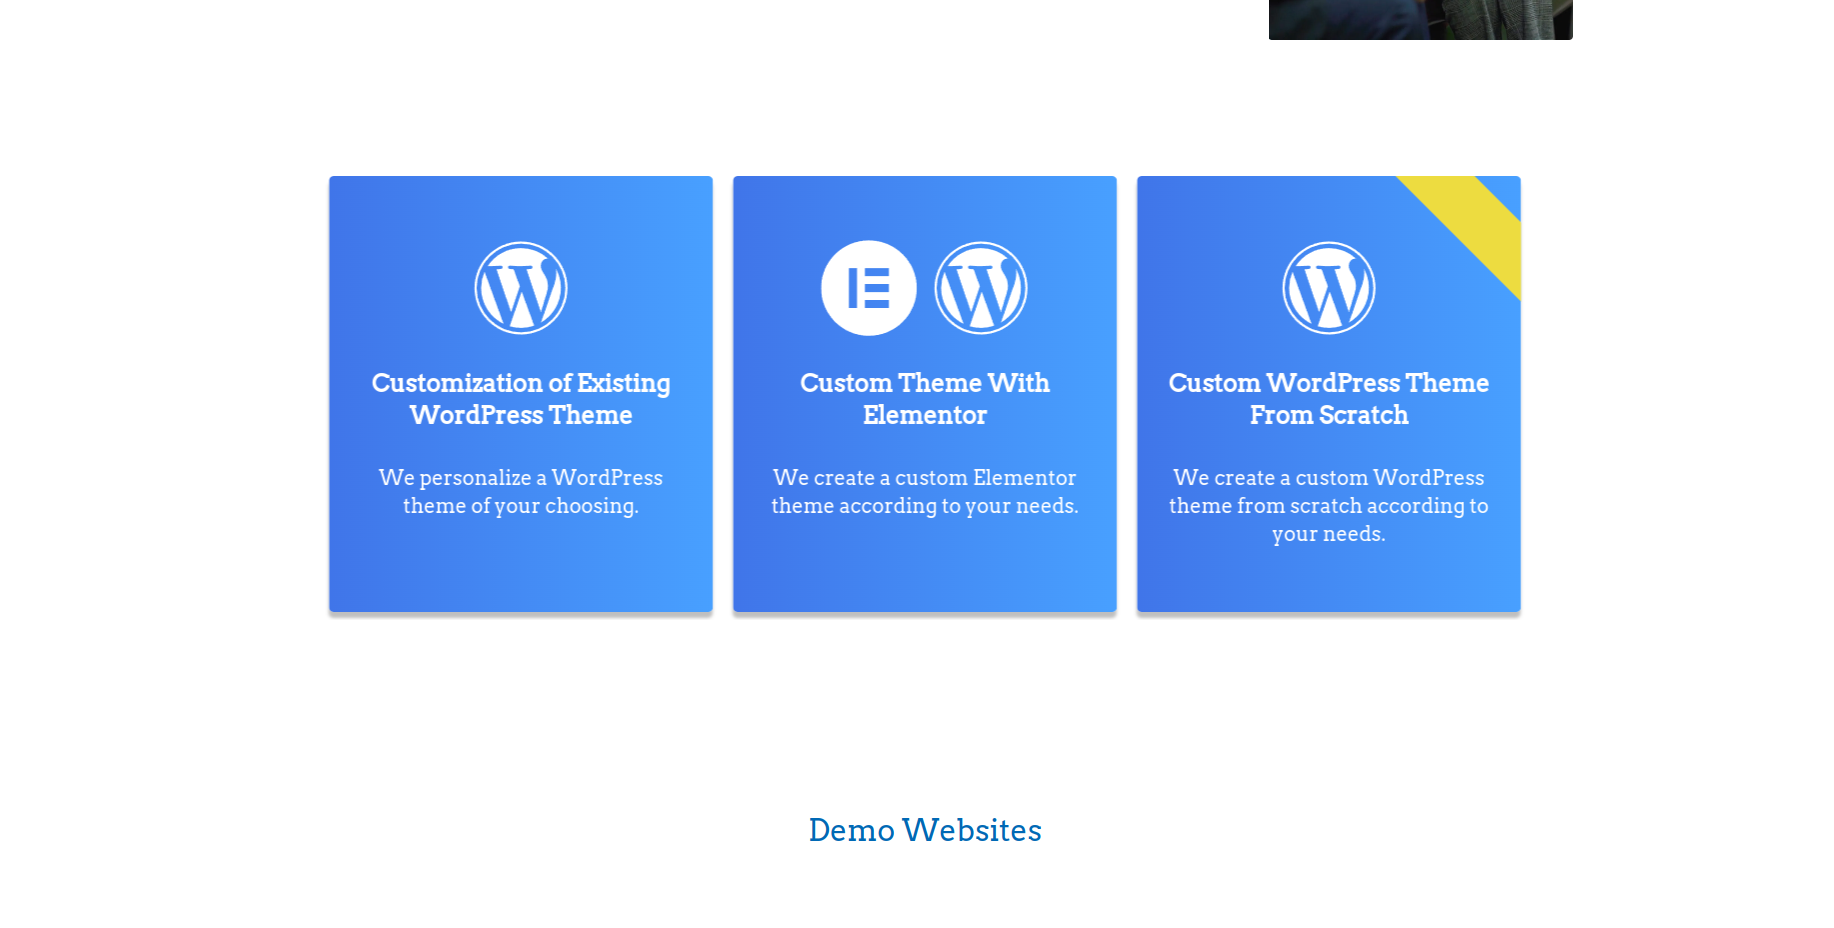 Customization of Existing
WordPress Theme
We personalize a WordPress
theme of your choosing.
Custom Theme With
Elementor
We create a custom Elementor
theme according to your needs.
Custom WordPress Theme
From Scratch
We create a custom WordPress
theme from scratch according to
your needs.
Demo Websites